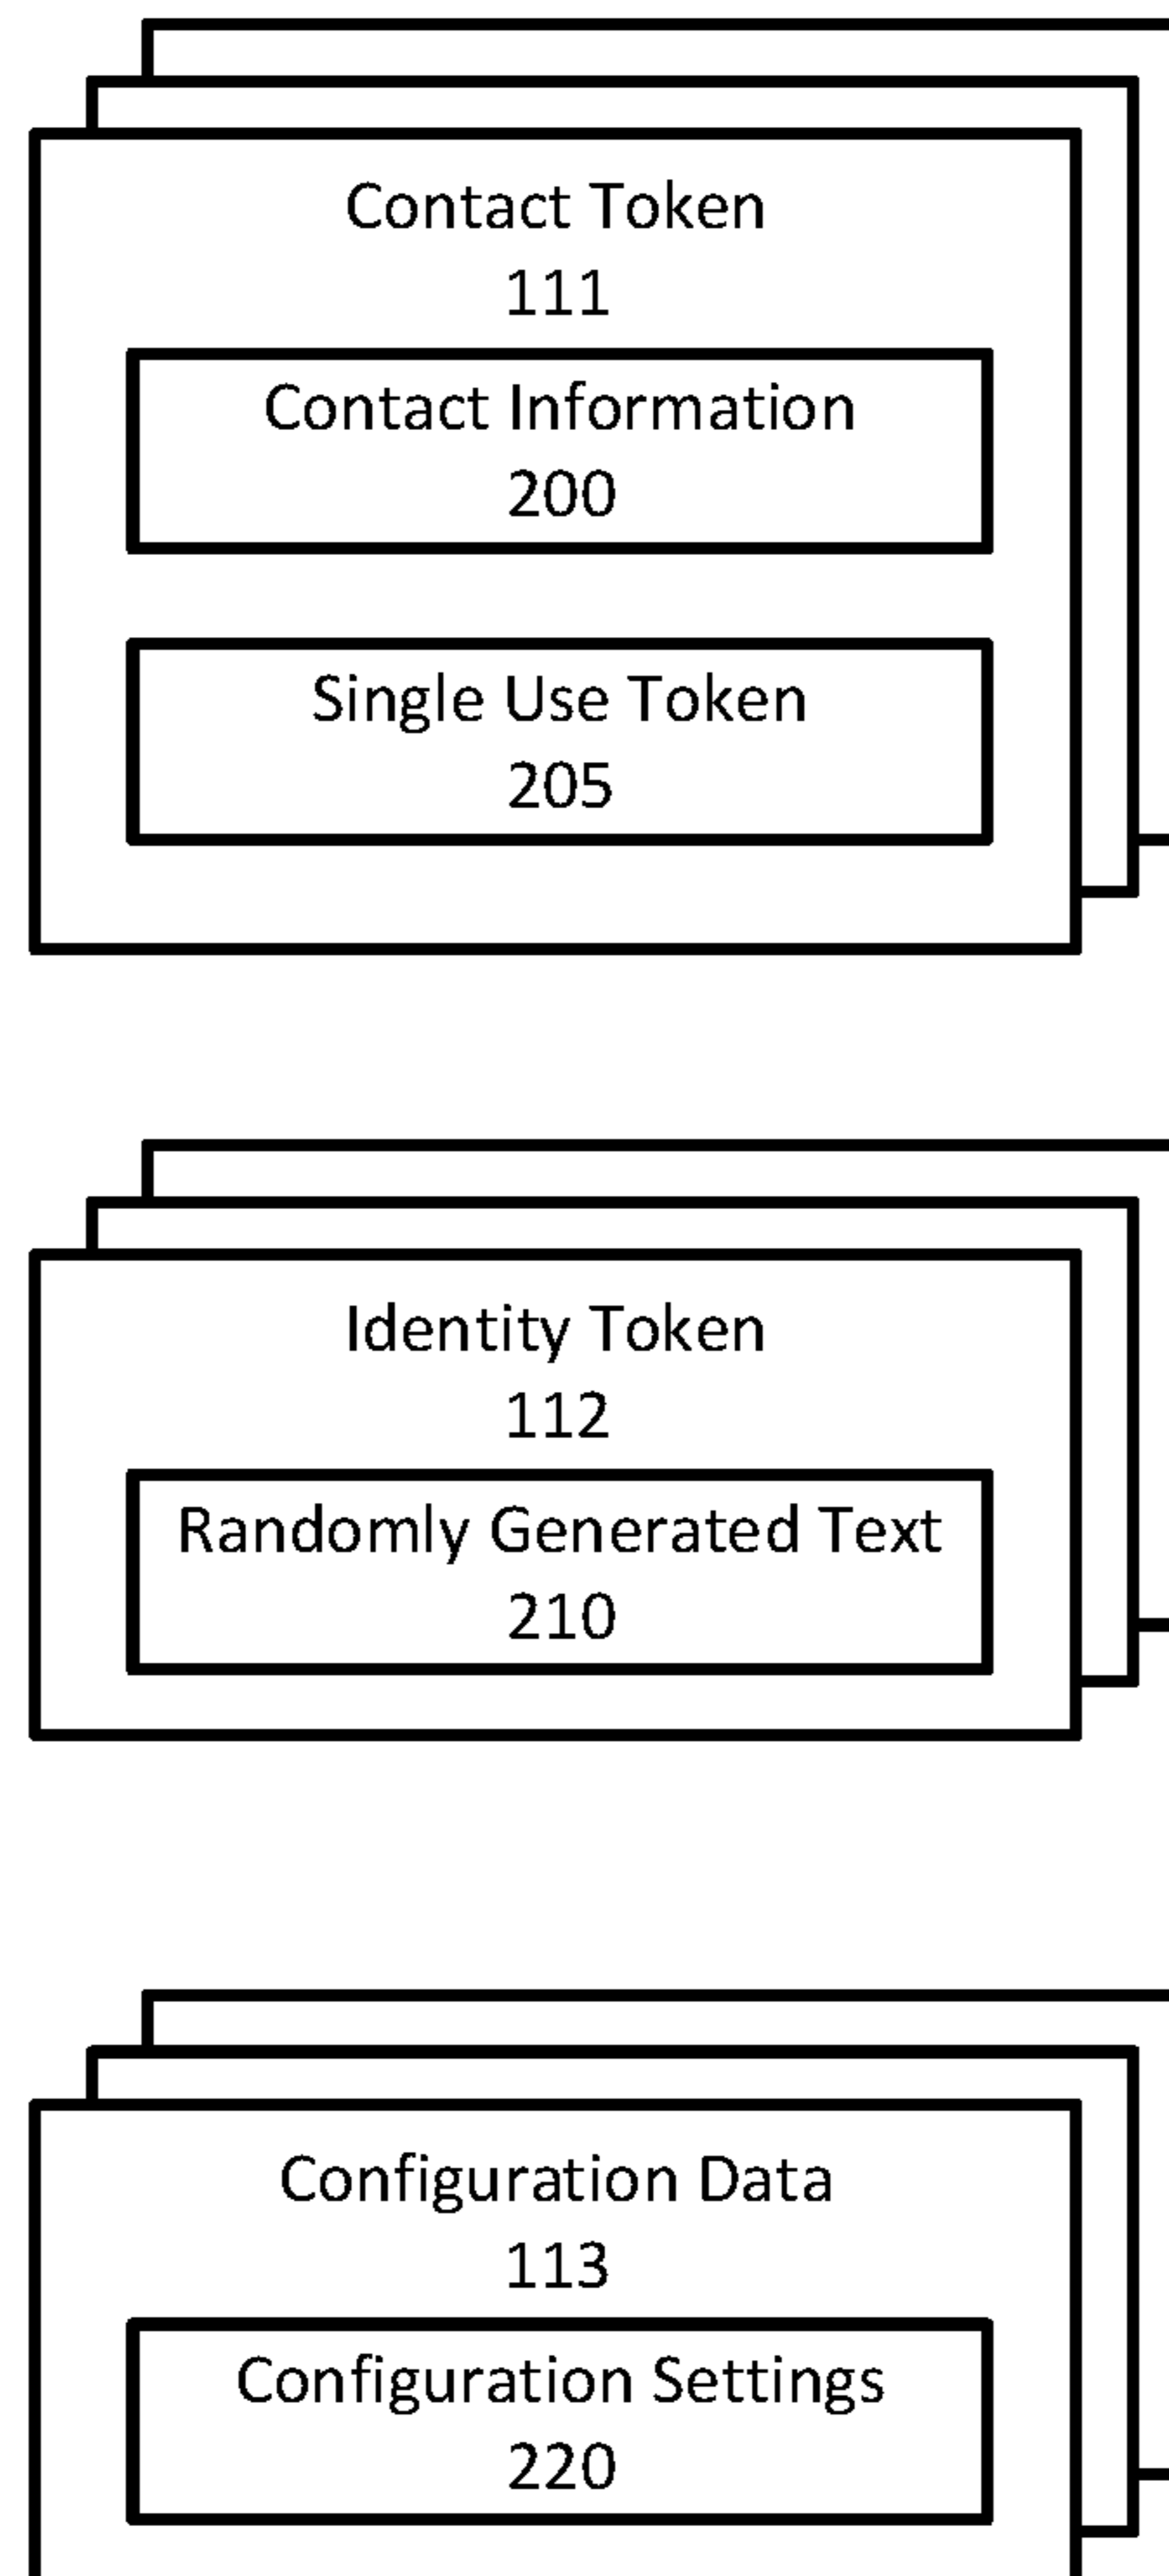 Contact Token
111
Contact Information
200
Single Use Token
205
Identity Token
112
Randomly Generated Text
210
Configuration Data
113
Configuration Settings
220